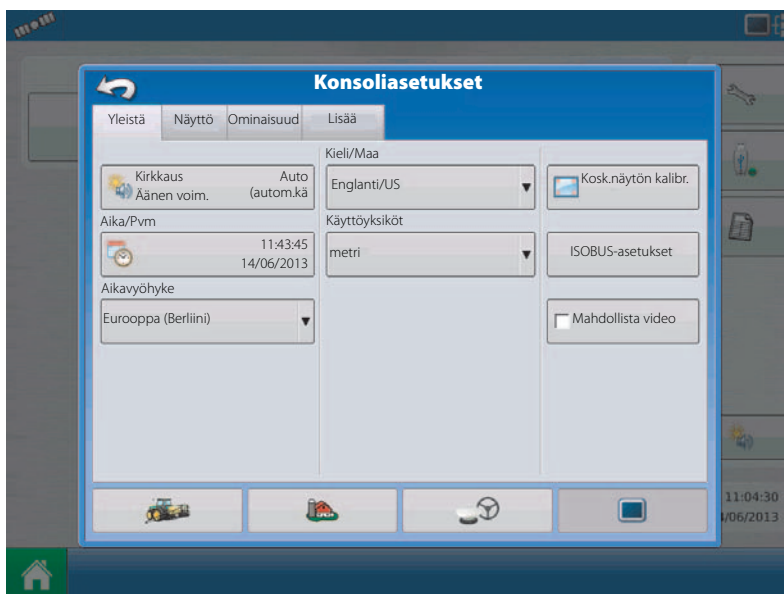 Konsoliasetukset
Yleistä
Näyttö
Ominaisuud
Lisää
Kirkkaus
Äänen voim.
Auto
(autom.kä
Aika/Pvm
11:43:45
14/06/2013
Aikavyöhyke
Eurooppa (Berliini)
Kieli/Maa
Englanti/US
Käyttöyksiköt
metri
Kosk.näytön kalibr.
ISOBUS-asetukset
Mahdollista video
11:04:30
4/06/2013